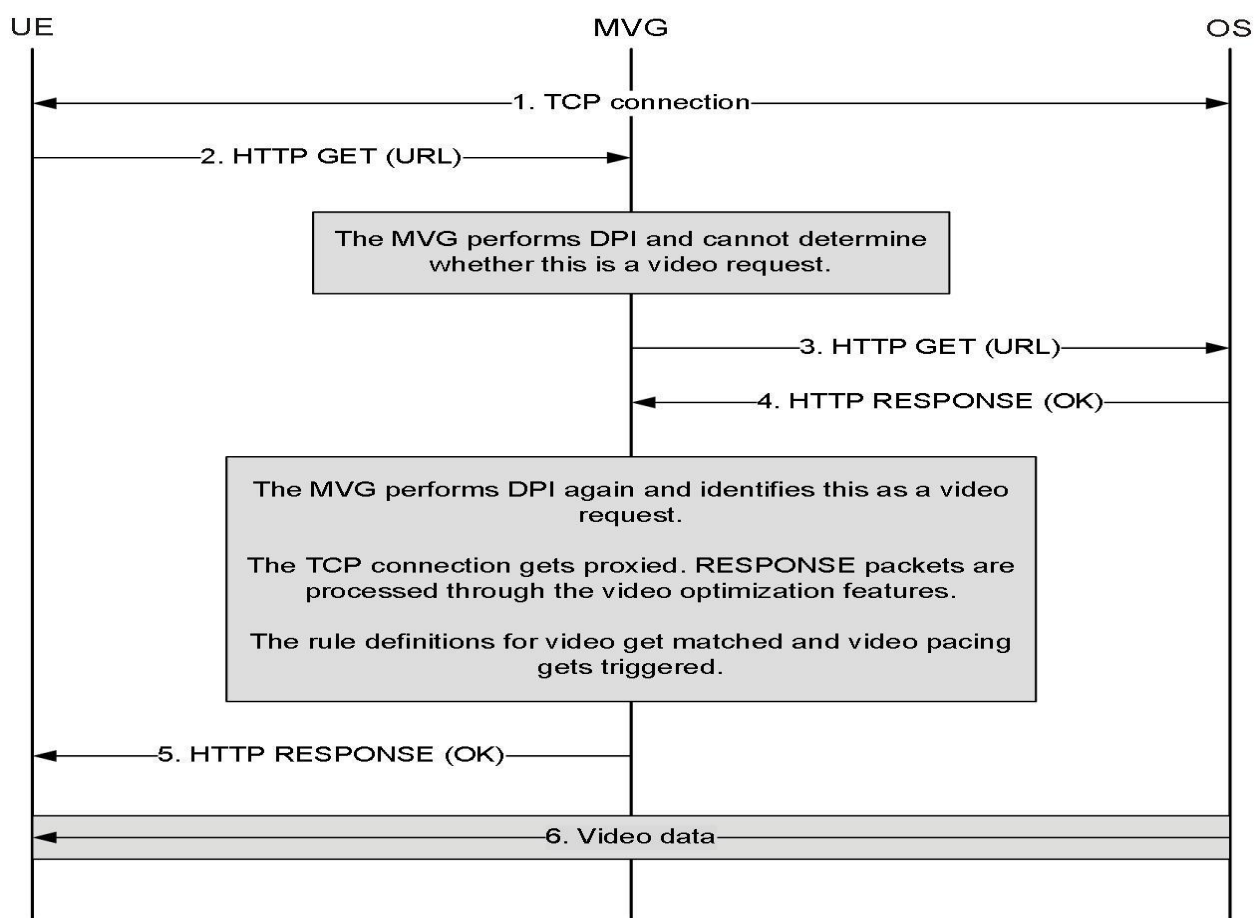 UE MVG OS
1. TCP connection
2. HTTP GET (URL)
The MVG performs DPI and cannot determine
whether this is a video request.
3. HTTP GET (URL)
4. HTTP RESPONSE (OK)
The MVG performs DPI again and identifies this as a video
request.
The TCP connection gets proxied. RESPONSE packets are
processed through the video optimization features.
The rule definitions for video get matched and video pacing
gets triggered.
5. HTTP RESPONSE (OK)
6. Video data